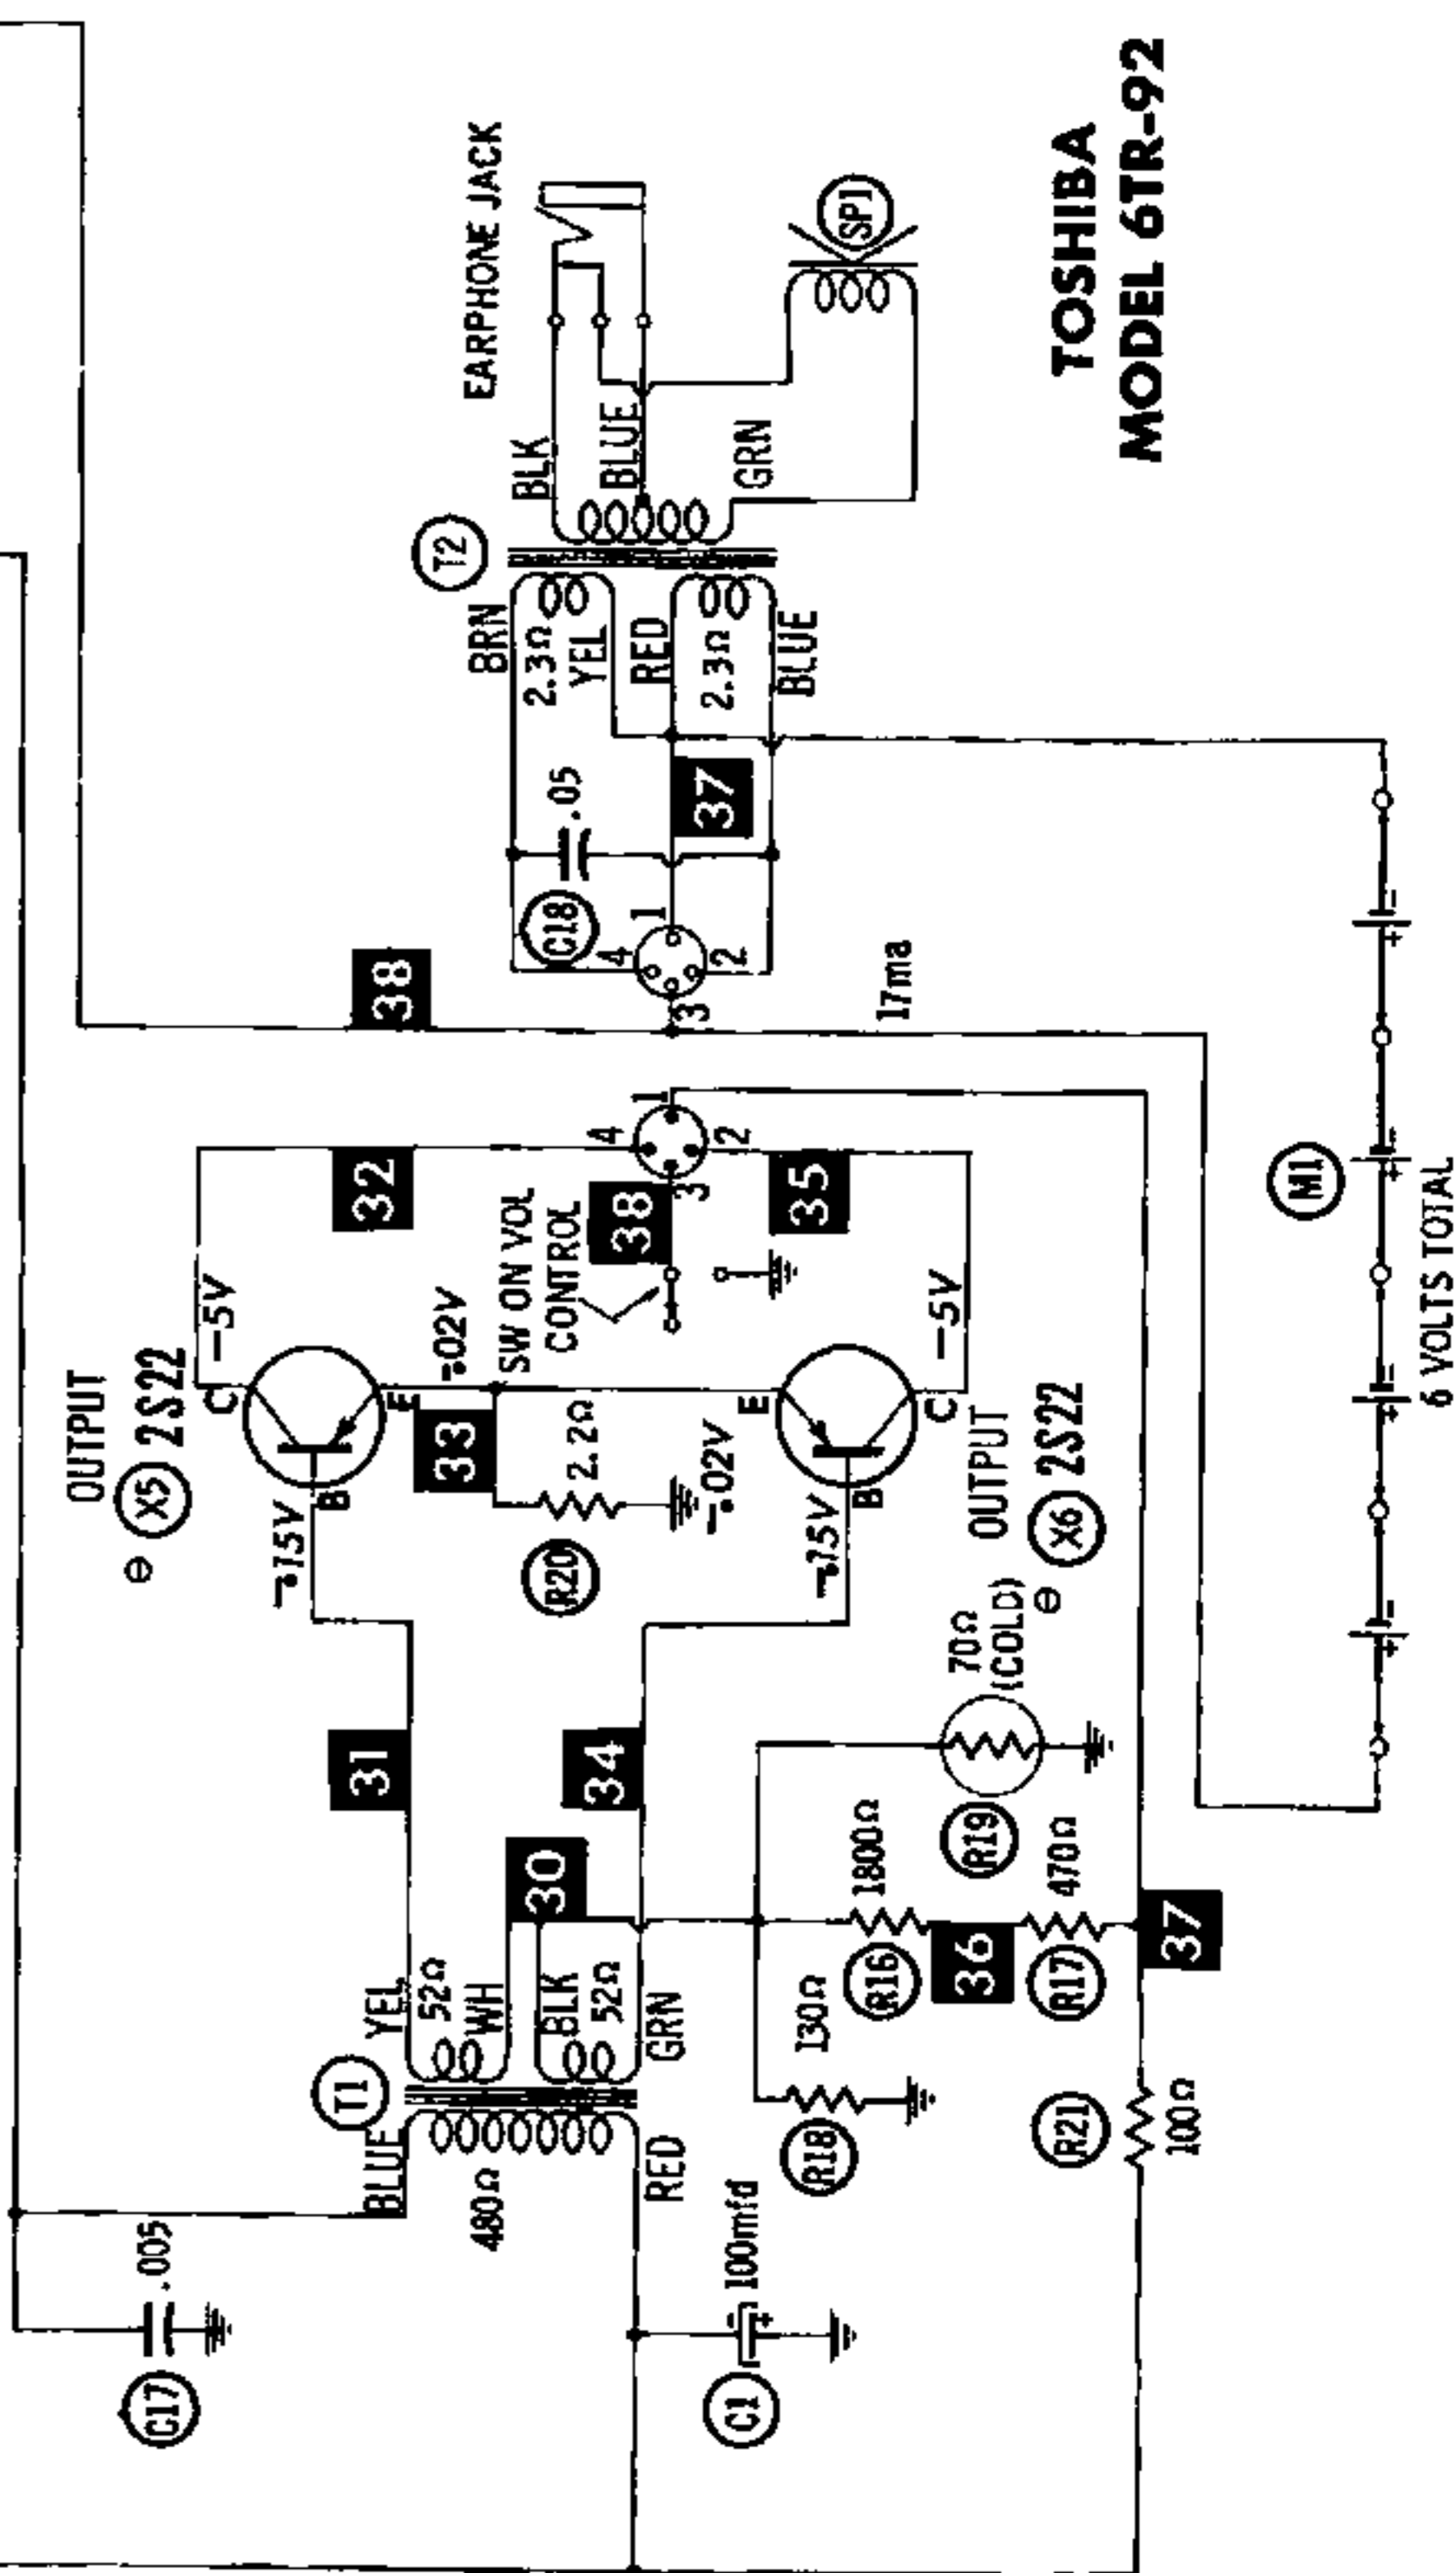 TOSHIBA
MODEL 6TR-92
OUTPUT
X5 2S22
⊖
C
-5V
B
-.15V
E
-.02V
33
R20
2.2Ω
-.02V
E
B
-.15V
C
-5V
OUTPUT
X6 2S22
⊖
32
35
SW ON VOL
CONTROL
38
4
1
2
3
38
4
1
2
3
17ma
C18
.05
37
T2
BRN
2.3Ω
YEL
RED
2.3Ω
BLUE
BLK
BLUE
GRN
EARPHONE JACK
SP1
C17
.005
T1
BLUE
480Ω
RED
YEL
52Ω
WH
BLK
52Ω
GRN
31
30
34
C1
100mfd
-
+
R18
130Ω
R16
1800Ω
36
R17
470Ω
R19
70Ω
(COLD)
R21
100Ω
37
M1
+
-
+
-
+
-
+
-
6 VOLTS TOTAL